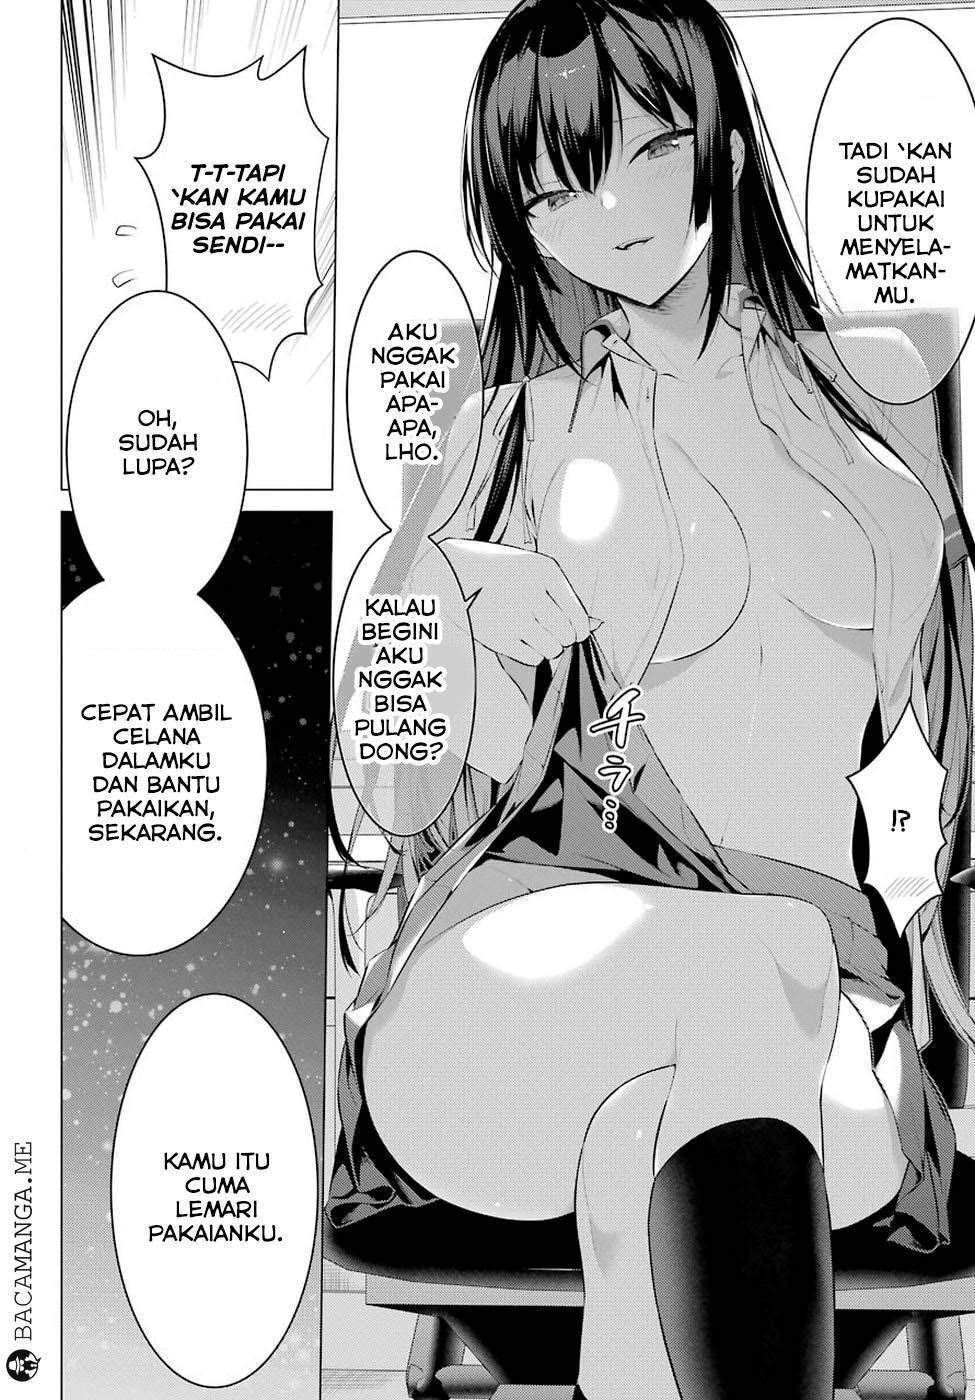 TADI 'KAN
SUDAH
KUPAKAI
UNTUK
MENYELA-
MATKAN-
MU.
AKU
NGGAK
PAKAI
APA-
APA,
LHO.
KALAU
BEGINI
AKU
NGGAK
BISA
PULANG
DONG?
チラ…
!?
T-T-TAPI
'KAN KAMU
BISA PAKAI
SENDI--
OH,
SUDAH
LUPA?
CEPAT AMBIL
CELANA
DALAMKU
DAN BANTU
PAKAIKAN,
SEKARANG.
KAMU ITU
CUMA
LEMARI
PAKAIANKU.
BACAMANGA.ME